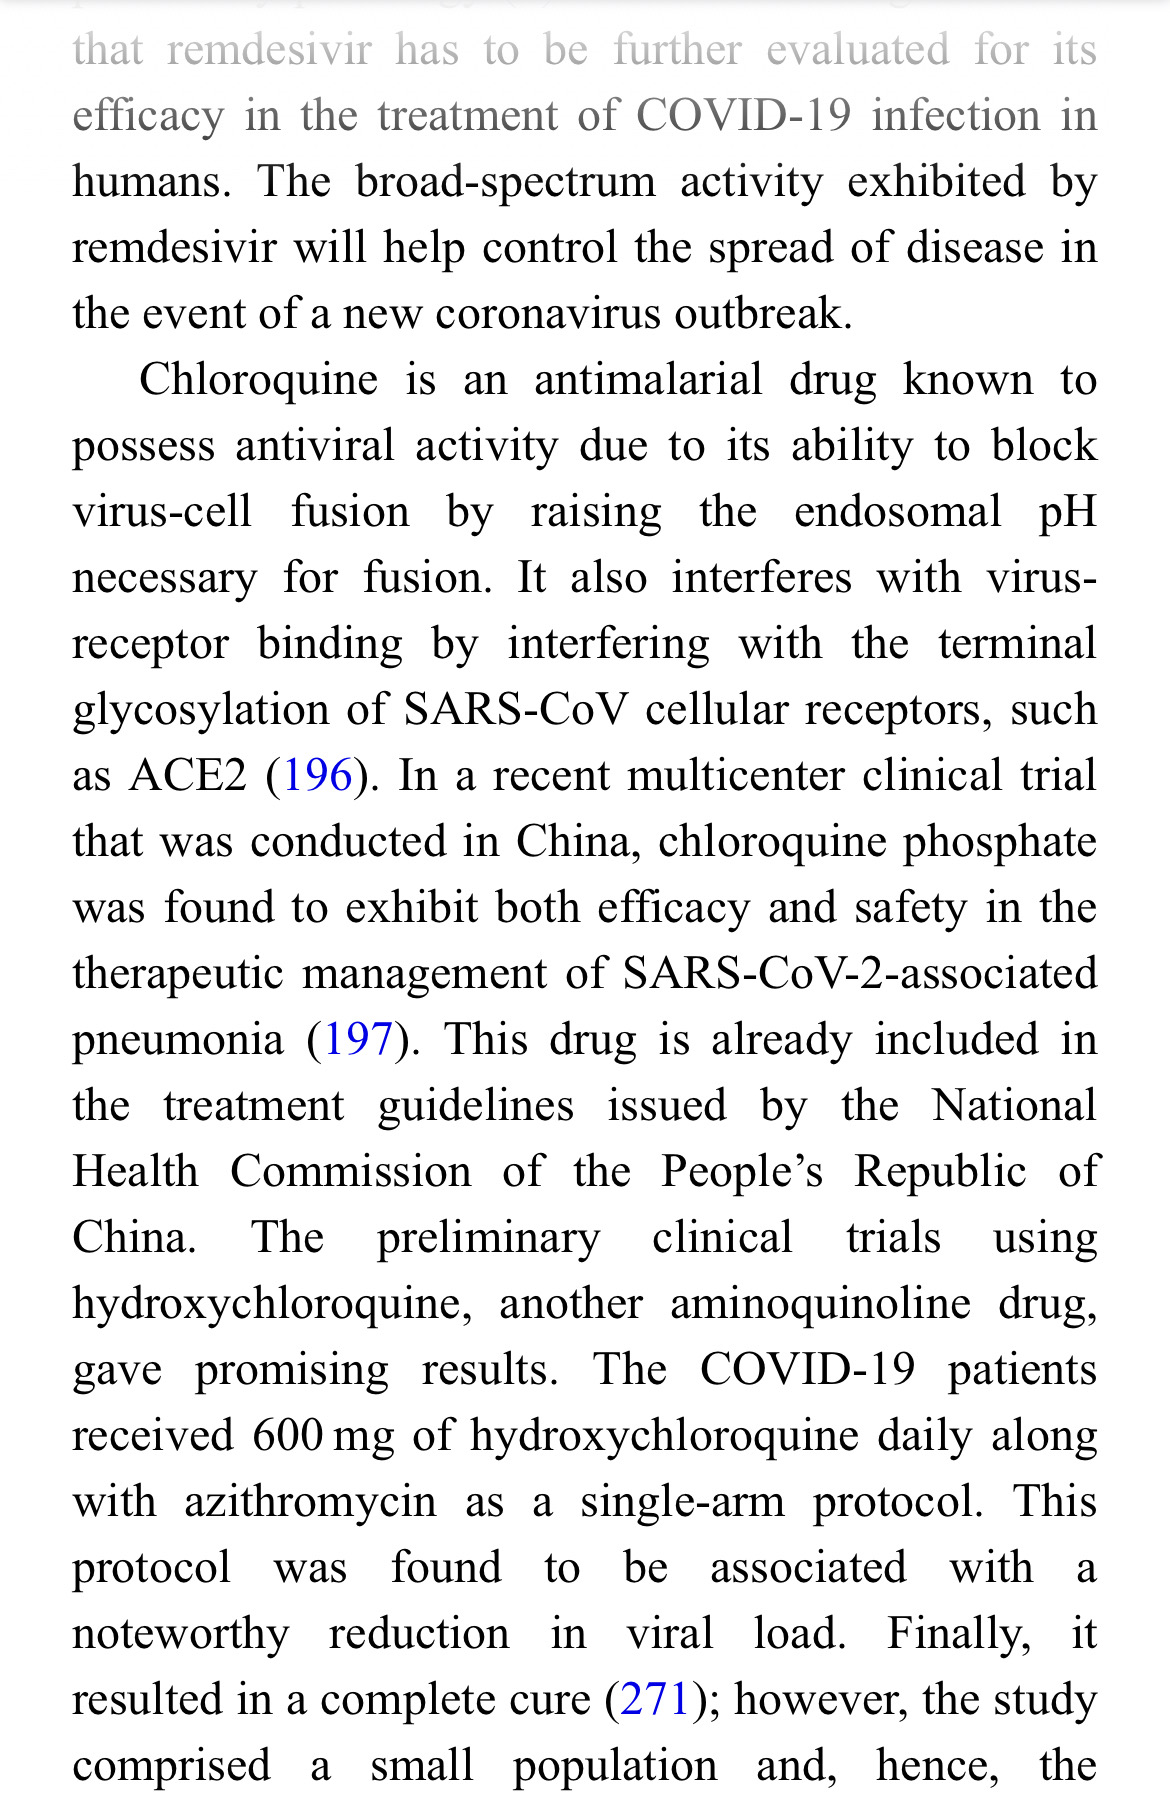 that remdesivir has to be further evaluated for its
efficacy in the treatment of COVID-19 infection in
humans. The broad-spectrum activity exhibited by
remdesivir will help control the spread of disease in
the event of a new coronavirus outbreak.
Chloroquine is an antimalarial drug known to
possess antiviral activity due to its ability to block
virus-cell fusion by raising the endosomal pH
necessary for fusion. It also interferes with virus-
receptor binding by interfering with the terminal
glycosylation of SARS-CoV cellular receptors, such
as ACE2 (196). In a recent multicenter clinical trial
that was conducted in China, chloroquine phosphate
was found to exhibit both efficacy and safety in the
therapeutic management of SARS-CoV-2-associated
pneumonia (197). This drug is already included in
the treatment guidelines issued by the National
Health Commission of the People’s Republic of
China. The preliminary clinical trials using
hydroxychloroquine, another aminoquinoline drug,
gave promising results. The COVID-19 patients
received 600 mg of hydroxychloroquine daily along
with azithromycin as a single-arm protocol. This
protocol was found to be associated with a
noteworthy reduction in viral load. Finally, it
resulted in a complete cure (271); however, the study
comprised a small population and, hence, the